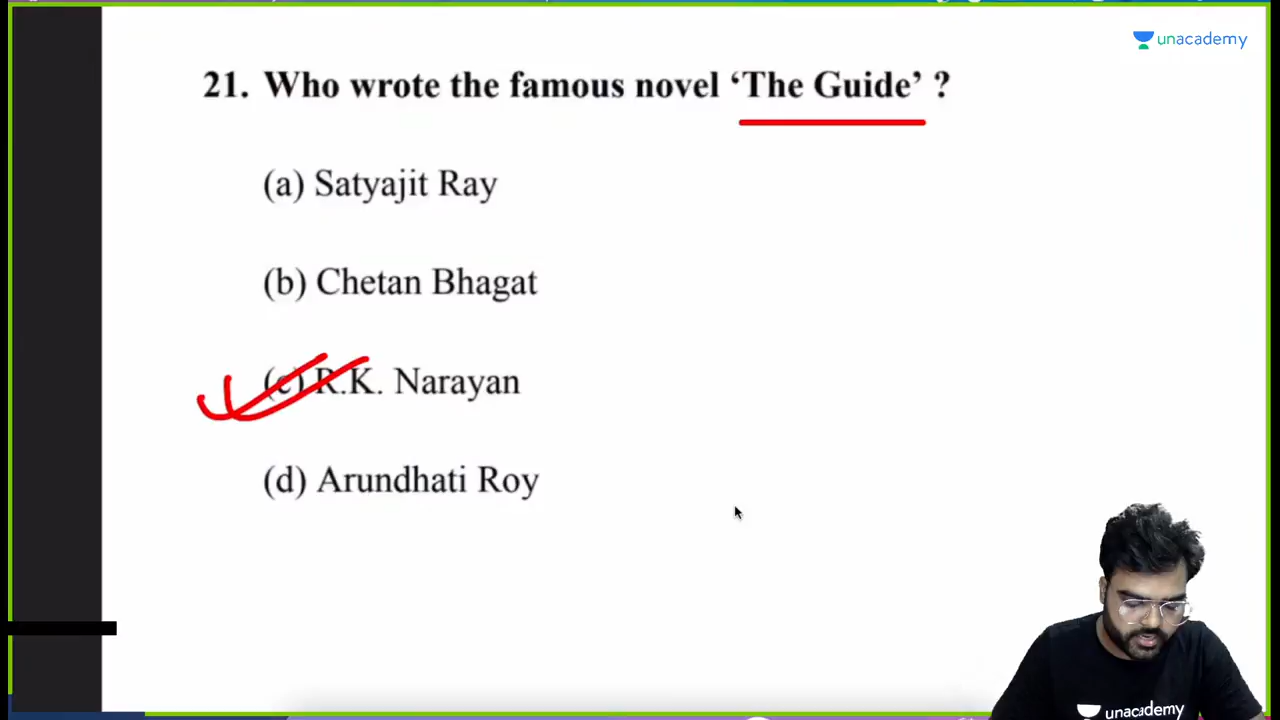 unacademy
21. Who wrote the famous novel ‘The Guide’ ?
(a) Satyajit Ray
(b) Chetan Bhagat
(c) R.K. Narayan
(d) Arundhati Roy
unacademy